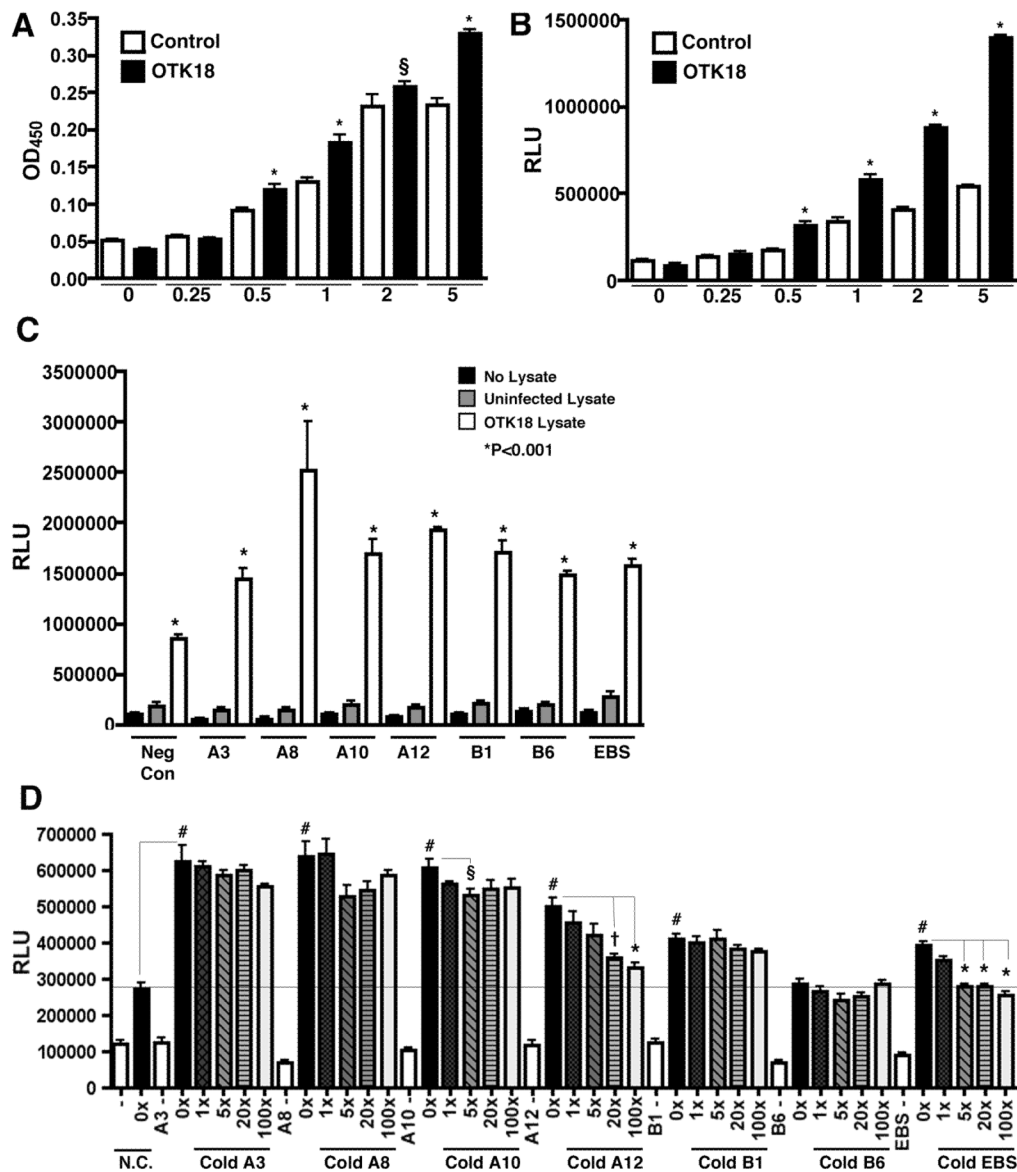 A
0.35
0.30
0.25
0.20
0.15
0.10
0.05
0.00
OD450
Control
OTK18
* * § *
0 0.25 0.5 1 2 5
B
1500000
1000000
500000
0
RLU
Control
OTK18
* * * *
0 0.25 0.5 1 2 5
C
3500000
3000000
2500000
2000000
1500000
1000000
500000
0
RLU
No Lysate
Uninfected Lysate
OTK18 Lysate
*P<0.001
* * * * * * * *
Neg Con A3 A8 A10 A12 B1 B6 EBS
D
700000
600000
500000
400000
300000
200000
100000
0
RLU
# # # § # † * # # * * *
- 0x A3 - 0x 1x 5x 20x 100x A8 - 0x 1x 5x 20x 100x A10 - 0x 1x 5x 20x 100x A12 - 0x 1x 5x 20x 100x B1 - 0x 1x 5x 20x 100x B6 - 0x 1x 5x 20x 100x EBS - 0x 1x 5x 20x 100x
N.C. Cold A3 Cold A8 Cold A10 Cold A12 Cold B1 Cold B6 Cold EBS